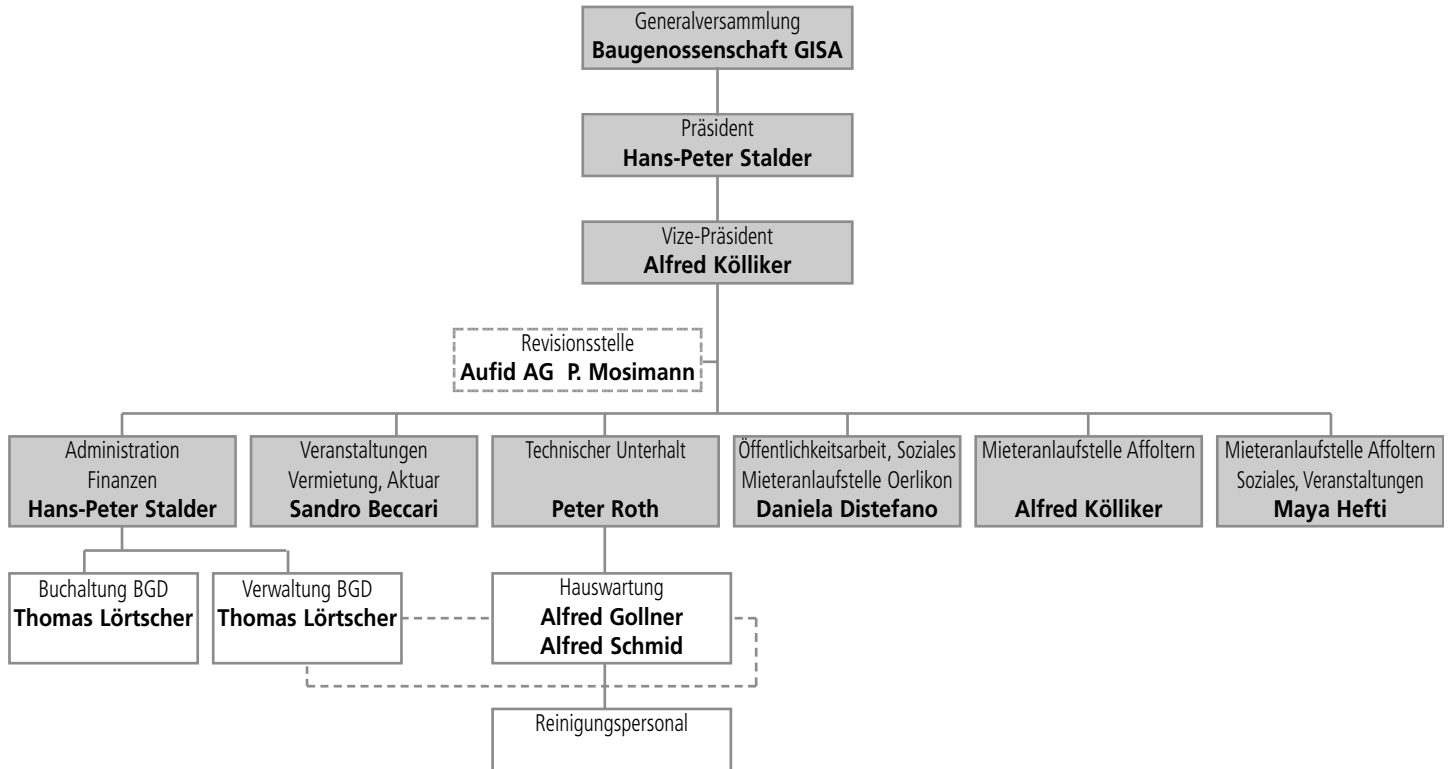 Generalversammlung
Baugenossenschaft GISA
Präsident
Hans-Peter Stalder
Vize-Präsident
Alfred Kölliker
Revisionsstelle
Aufid AG P. Mosimann
Administration
Finanzen
Hans-Peter Stalder
Veranstaltungen
Vermietung, Aktuar
Sandro Beccari
Technischer Unterhalt
Peter Roth
Öffentlichkeitsarbeit, Soziales
Mieteranlaufstelle Oerlikon
Daniela Distefano
Mieteranlaufstelle Affoltern
Alfred Kölliker
Mieteranlaufstelle Affoltern
Soziales, Veranstaltungen
Maya Hefti
Buchaltung BGD
Thomas Lörtscher
Verwaltung BGD
Thomas Lörtscher
Hauswartung
Alfred Gollner
Alfred Schmid
Reinigungspersonal